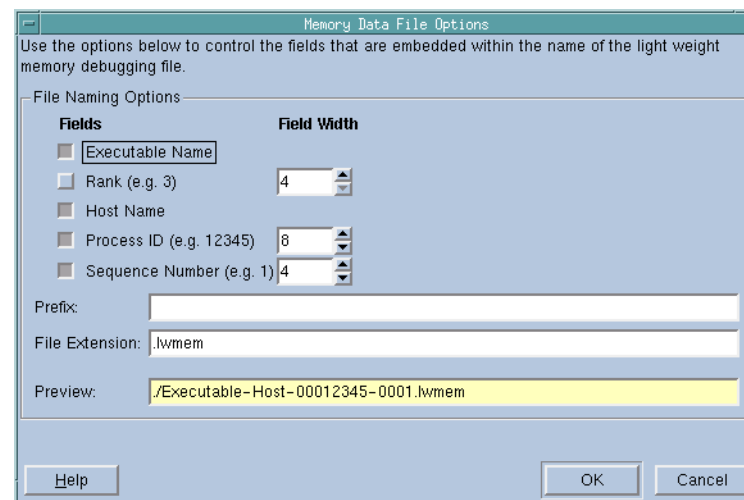 Memory Data File Options
Use the options below to control the fields that are embedded within the name of the light weight
memory debugging file.
File Naming Options
Fields Field Width
Executable Name
Rank (e.g. 3) 4
Host Name
Process ID (e.g. 12345) 8
Sequence Number (e.g. 1) 4
Prefix:
File Extension: .lwmem
Preview: ./Executable-Host-00012345-0001.lwmem
Help OK Cancel